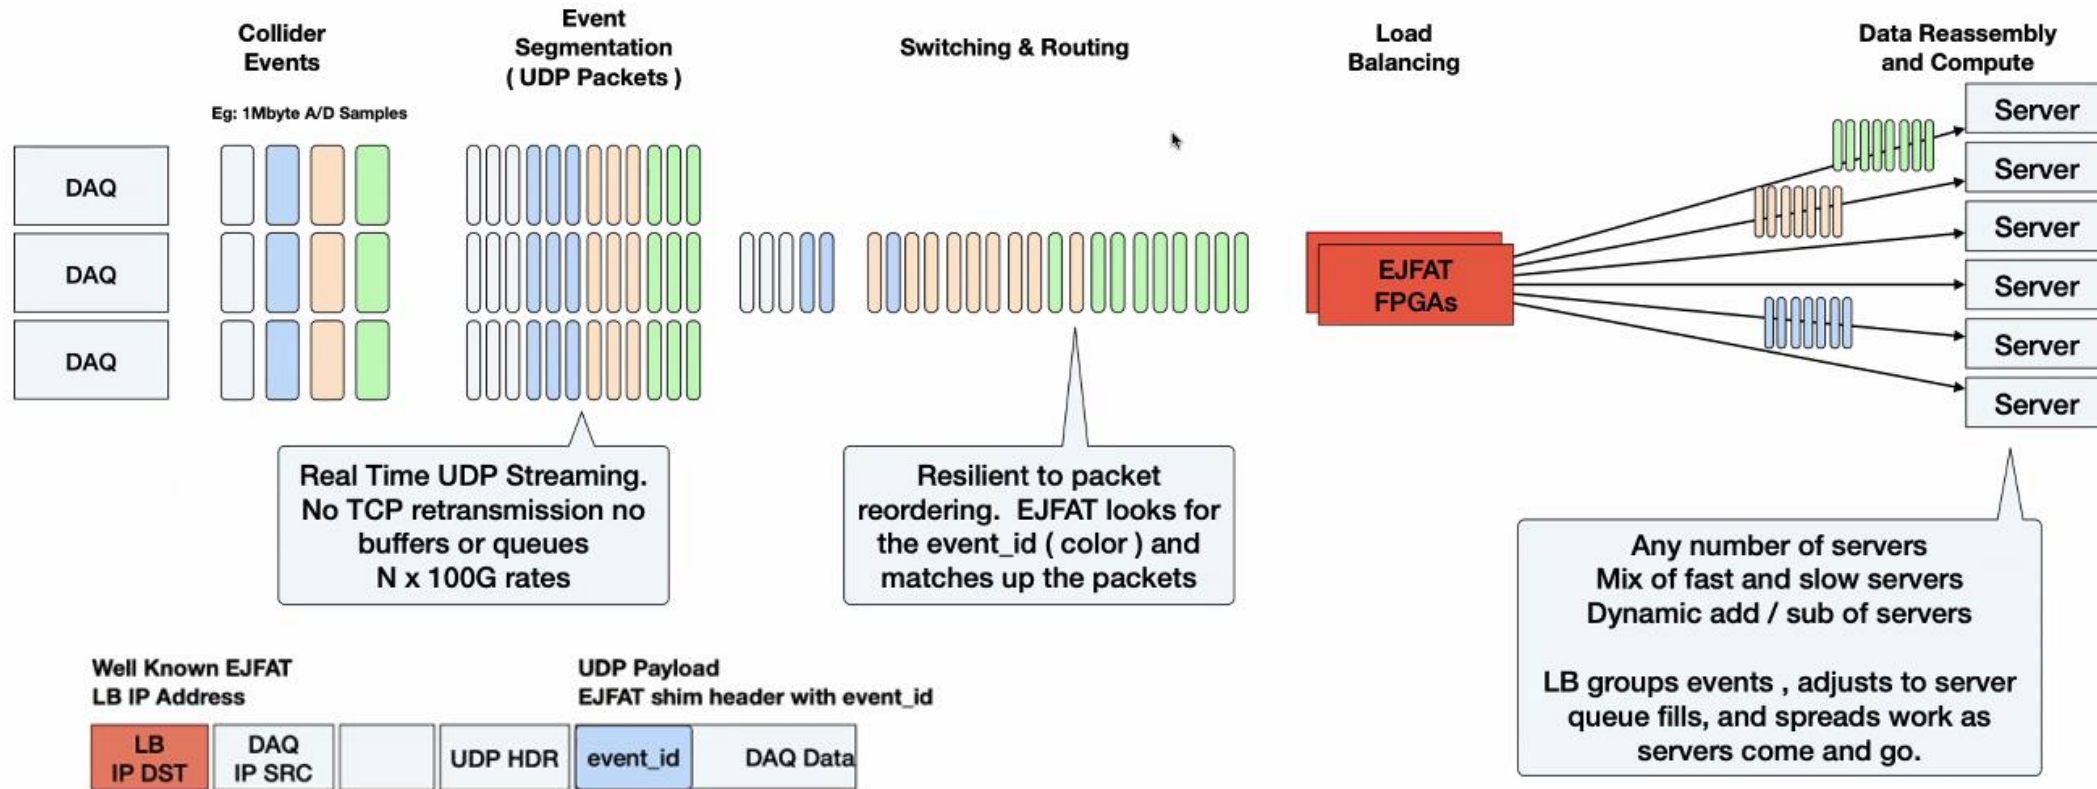 Collider
Events
Event
Segmentation
( UDP Packets )
Switching & Routing
Load
Balancing
Data Reassembly
and Compute
Eg: 1Mbyte A/D Samples
DAQ
DAQ
DAQ
EJFAT
FPGAs
Server
Server
Server
Server
Server
Server
Real Time UDP Streaming.
No TCP retransmission no
buffers or queues
N x 100G rates
Resilient to packet
reordering. EJFAT looks for
the event_id ( color ) and
matches up the packets
Any number of servers
Mix of fast and slow servers
Dynamic add / sub of servers
LB groups events , adjusts to server
queue fills, and spreads work as
servers come and go.
Well Known EJFAT
LB IP Address
UDP Payload
EJFAT shim header with event_id
LB
IP DST
DAQ
IP SRC
UDP HDR
event_id
DAQ Data